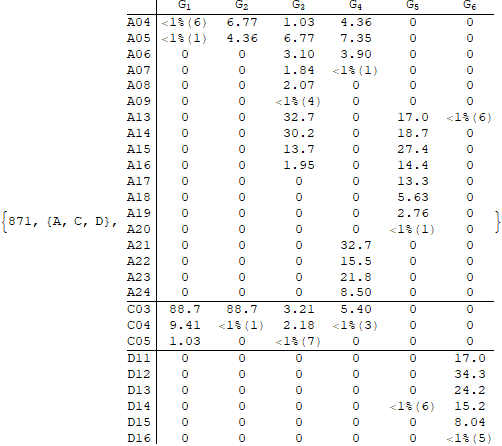 G1 G2 G3 G4 G5 G6
A04 <1%(6) 6.77 1.03 4.36 0 0
A05 <1%(1) 4.36 6.77 7.35 0 0
A06 0 0 3.10 3.90 0 0
A07 0 0 1.84 <1%(1) 0 0
A08 0 0 2.07 0 0 0
A09 0 0 <1%(4) 0 0 0
A13 0 0 32.7 0 17.0 <1%(6)
A14 0 0 30.2 0 18.7 0
A15 0 0 13.7 0 27.4 0
A16 0 0 1.95 0 14.4 0
A17 0 0 0 0 13.3 0
A18 0 0 0 0 5.63 0
A19 0 0 0 0 2.76 0
{871, {A, C, D}, A20 0 0 0 0 <1%(1) 0 }
A21 0 0 0 32.7 0 0
A22 0 0 0 15.5 0 0
A23 0 0 0 21.8 0 0
A24 0 0 0 8.50 0 0
C03 88.7 88.7 3.21 5.40 0 0
C04 9.41 <1%(1) 2.18 <1%(3) 0 0
C05 1.03 0 <1%(7) 0 0 0
D11 0 0 0 0 0 17.0
D12 0 0 0 0 0 34.3
D13 0 0 0 0 0 24.2
D14 0 0 0 0 <1%(6) 15.2
D15 0 0 0 0 0 8.04
D16 0 0 0 0 0 <1%(5)